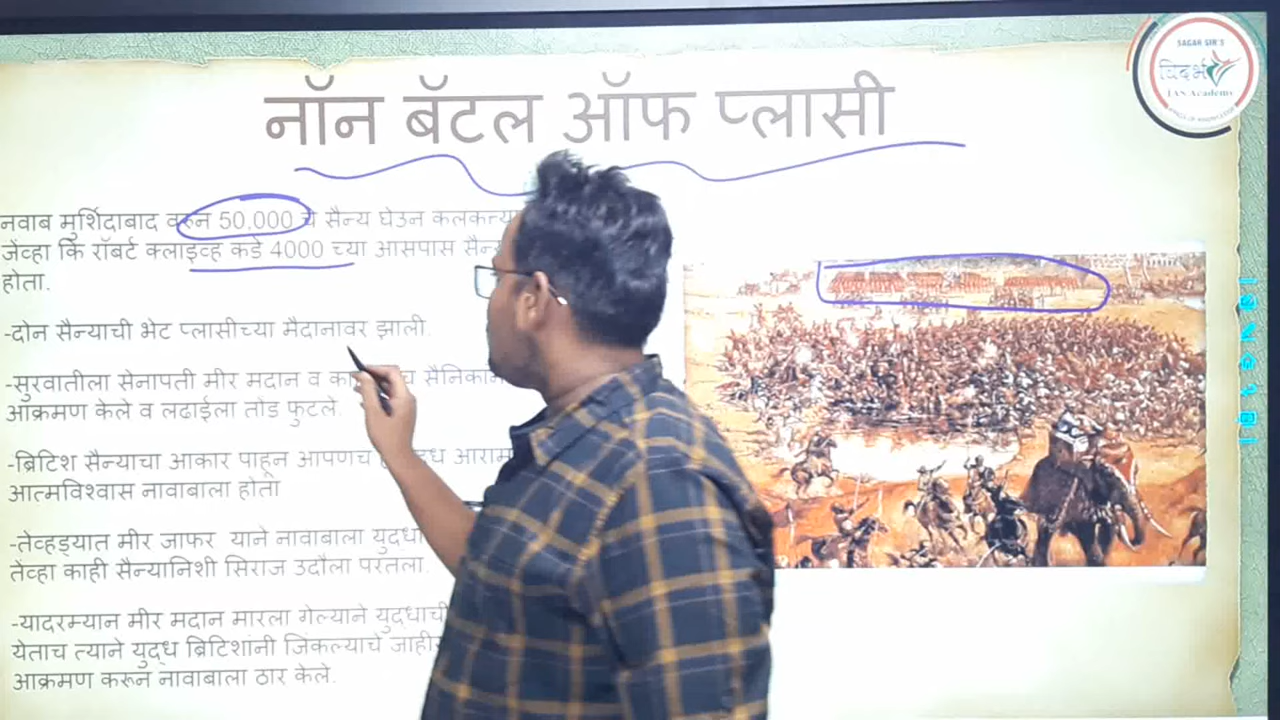 SAGAR SIR'S
विदर्भ
IAS Academy
नॉन बॅटल ऑफ प्लासी
नवाब मुर्शिदाबाद वरुन 50,000 चे सैन्य घेउन
जेंव्हा कि रॉबर्ट क्लाईव्ह कडे 4000 च्या आसपास
होता.
-दोन सैन्याची भेट प्लासीच्या मैदानावर झाली.
-सुरवातीला सेनापती मीर मदान व
आक्रमण केले व लढाईला तोंड फुटले.
-ब्रिटिश सैन्याचा आकार पाहून आपणच
आत्मविश्वास नावाबाला होता
-तेव्हड्यात मीर जाफर याने नावाबाला
तेंव्हा काही सैन्यानिशी सिराज उदौला परतला.
-यादरम्यान मीर मदान मारला गेल्याने
येताच त्याने युद्ध ब्रिटिशांनी जिंकल्याचे
आक्रमण करून नावाबाला ठार केले.